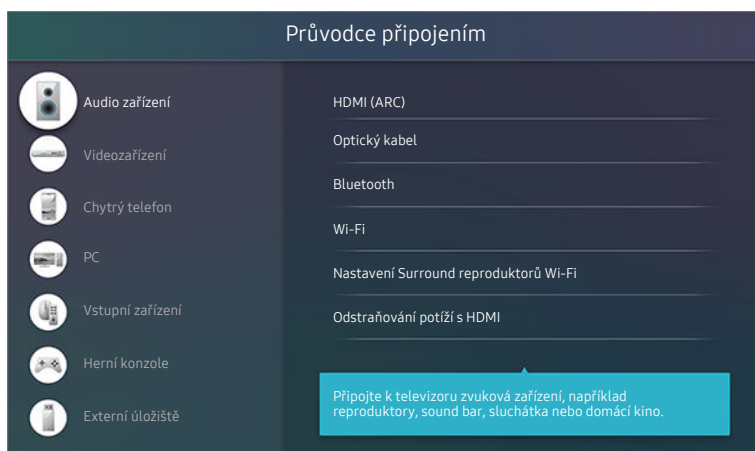 Průvodce připojením
Audio zařízení
Videozařízení
Chytrý telefon
PC
Vstupní zařízení
Herní konzole
Externí úložiště
HDMI (ARC)
Optický kabel
Bluetooth
Wi-Fi
Nastavení Surround reproduktorů Wi-Fi
Odstraňování potíží s HDMI
Připojte k televizoru zvuková zařízení, například
reproduktory, sound bar, sluchátka nebo domácí kino.